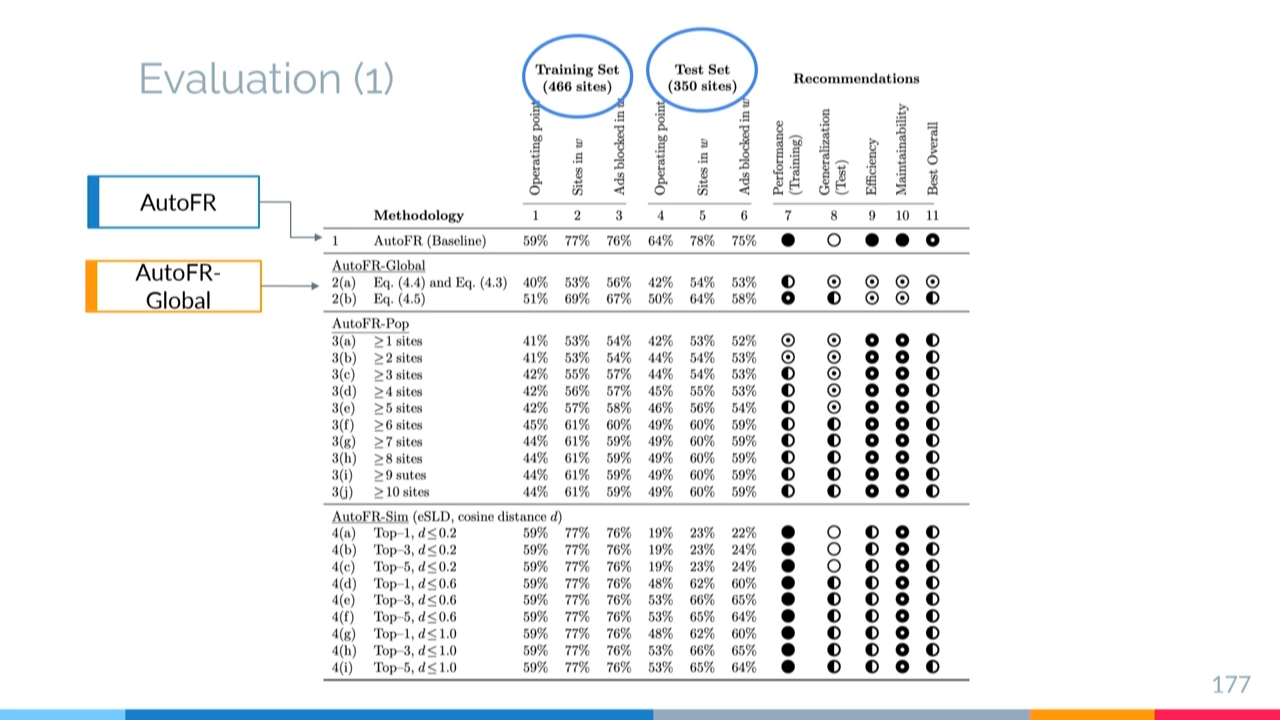 Evaluation (1)
Training Set
(466 sites)
Test Set
(350 sites)
Recommendations
Operating point
Sites in w
Ads blocked in w
Operating point
Sites in w
Ads blocked in w
Performance
(Training)
Generalization
(Test)
Efficiency
Maintainability
Best Overall
AutoFR
AutoFR-
Global
Methodology 1 2 3 4 5 6 7 8 9 10 11
1 AutoFR (Baseline) 59% 77% 76% 64% 78% 75%
AutoFR-Global
2(a) Eq. (4.4) and Eq. (4.3) 40% 53% 56% 42% 54% 53%
2(b) Eq. (4.5) 51% 69% 67% 50% 64% 58%
AutoFR-Pop
3(a) ≥1 sites 41% 53% 54% 42% 53% 52%
3(b) ≥2 sites 41% 53% 54% 44% 54% 53%
3(c) ≥3 sites 42% 55% 57% 44% 54% 53%
3(d) ≥4 sites 42% 56% 57% 45% 55% 53%
3(e) ≥5 sites 42% 57% 58% 46% 56% 54%
3(f) ≥6 sites 45% 61% 60% 49% 60% 59%
3(g) ≥7 sites 44% 61% 59% 49% 60% 59%
3(h) ≥8 sites 44% 61% 59% 49% 60% 59%
3(i) ≥9 sutes 44% 61% 59% 49% 60% 59%
3(j) ≥10 sites 44% 61% 59% 49% 60% 59%
AutoFR-Sim (eSLD, cosine distance d)
4(a) Top–1, d≤0.2 59% 77% 76% 19% 23% 22%
4(b) Top–3, d≤0.2 59% 77% 76% 19% 23% 24%
4(c) Top–5, d≤0.2 59% 77% 76% 19% 23% 24%
4(d) Top–1, d≤0.6 59% 77% 76% 48% 62% 60%
4(e) Top–3, d≤0.6 59% 77% 76% 53% 66% 65%
4(f) Top–5, d≤0.6 59% 77% 76% 53% 65% 64%
4(g) Top–1, d≤1.0 59% 77% 76% 48% 62% 60%
4(h) Top–3, d≤1.0 59% 77% 76% 53% 66% 65%
4(i) Top–5, d≤1.0 59% 77% 76% 53% 65% 64%
177